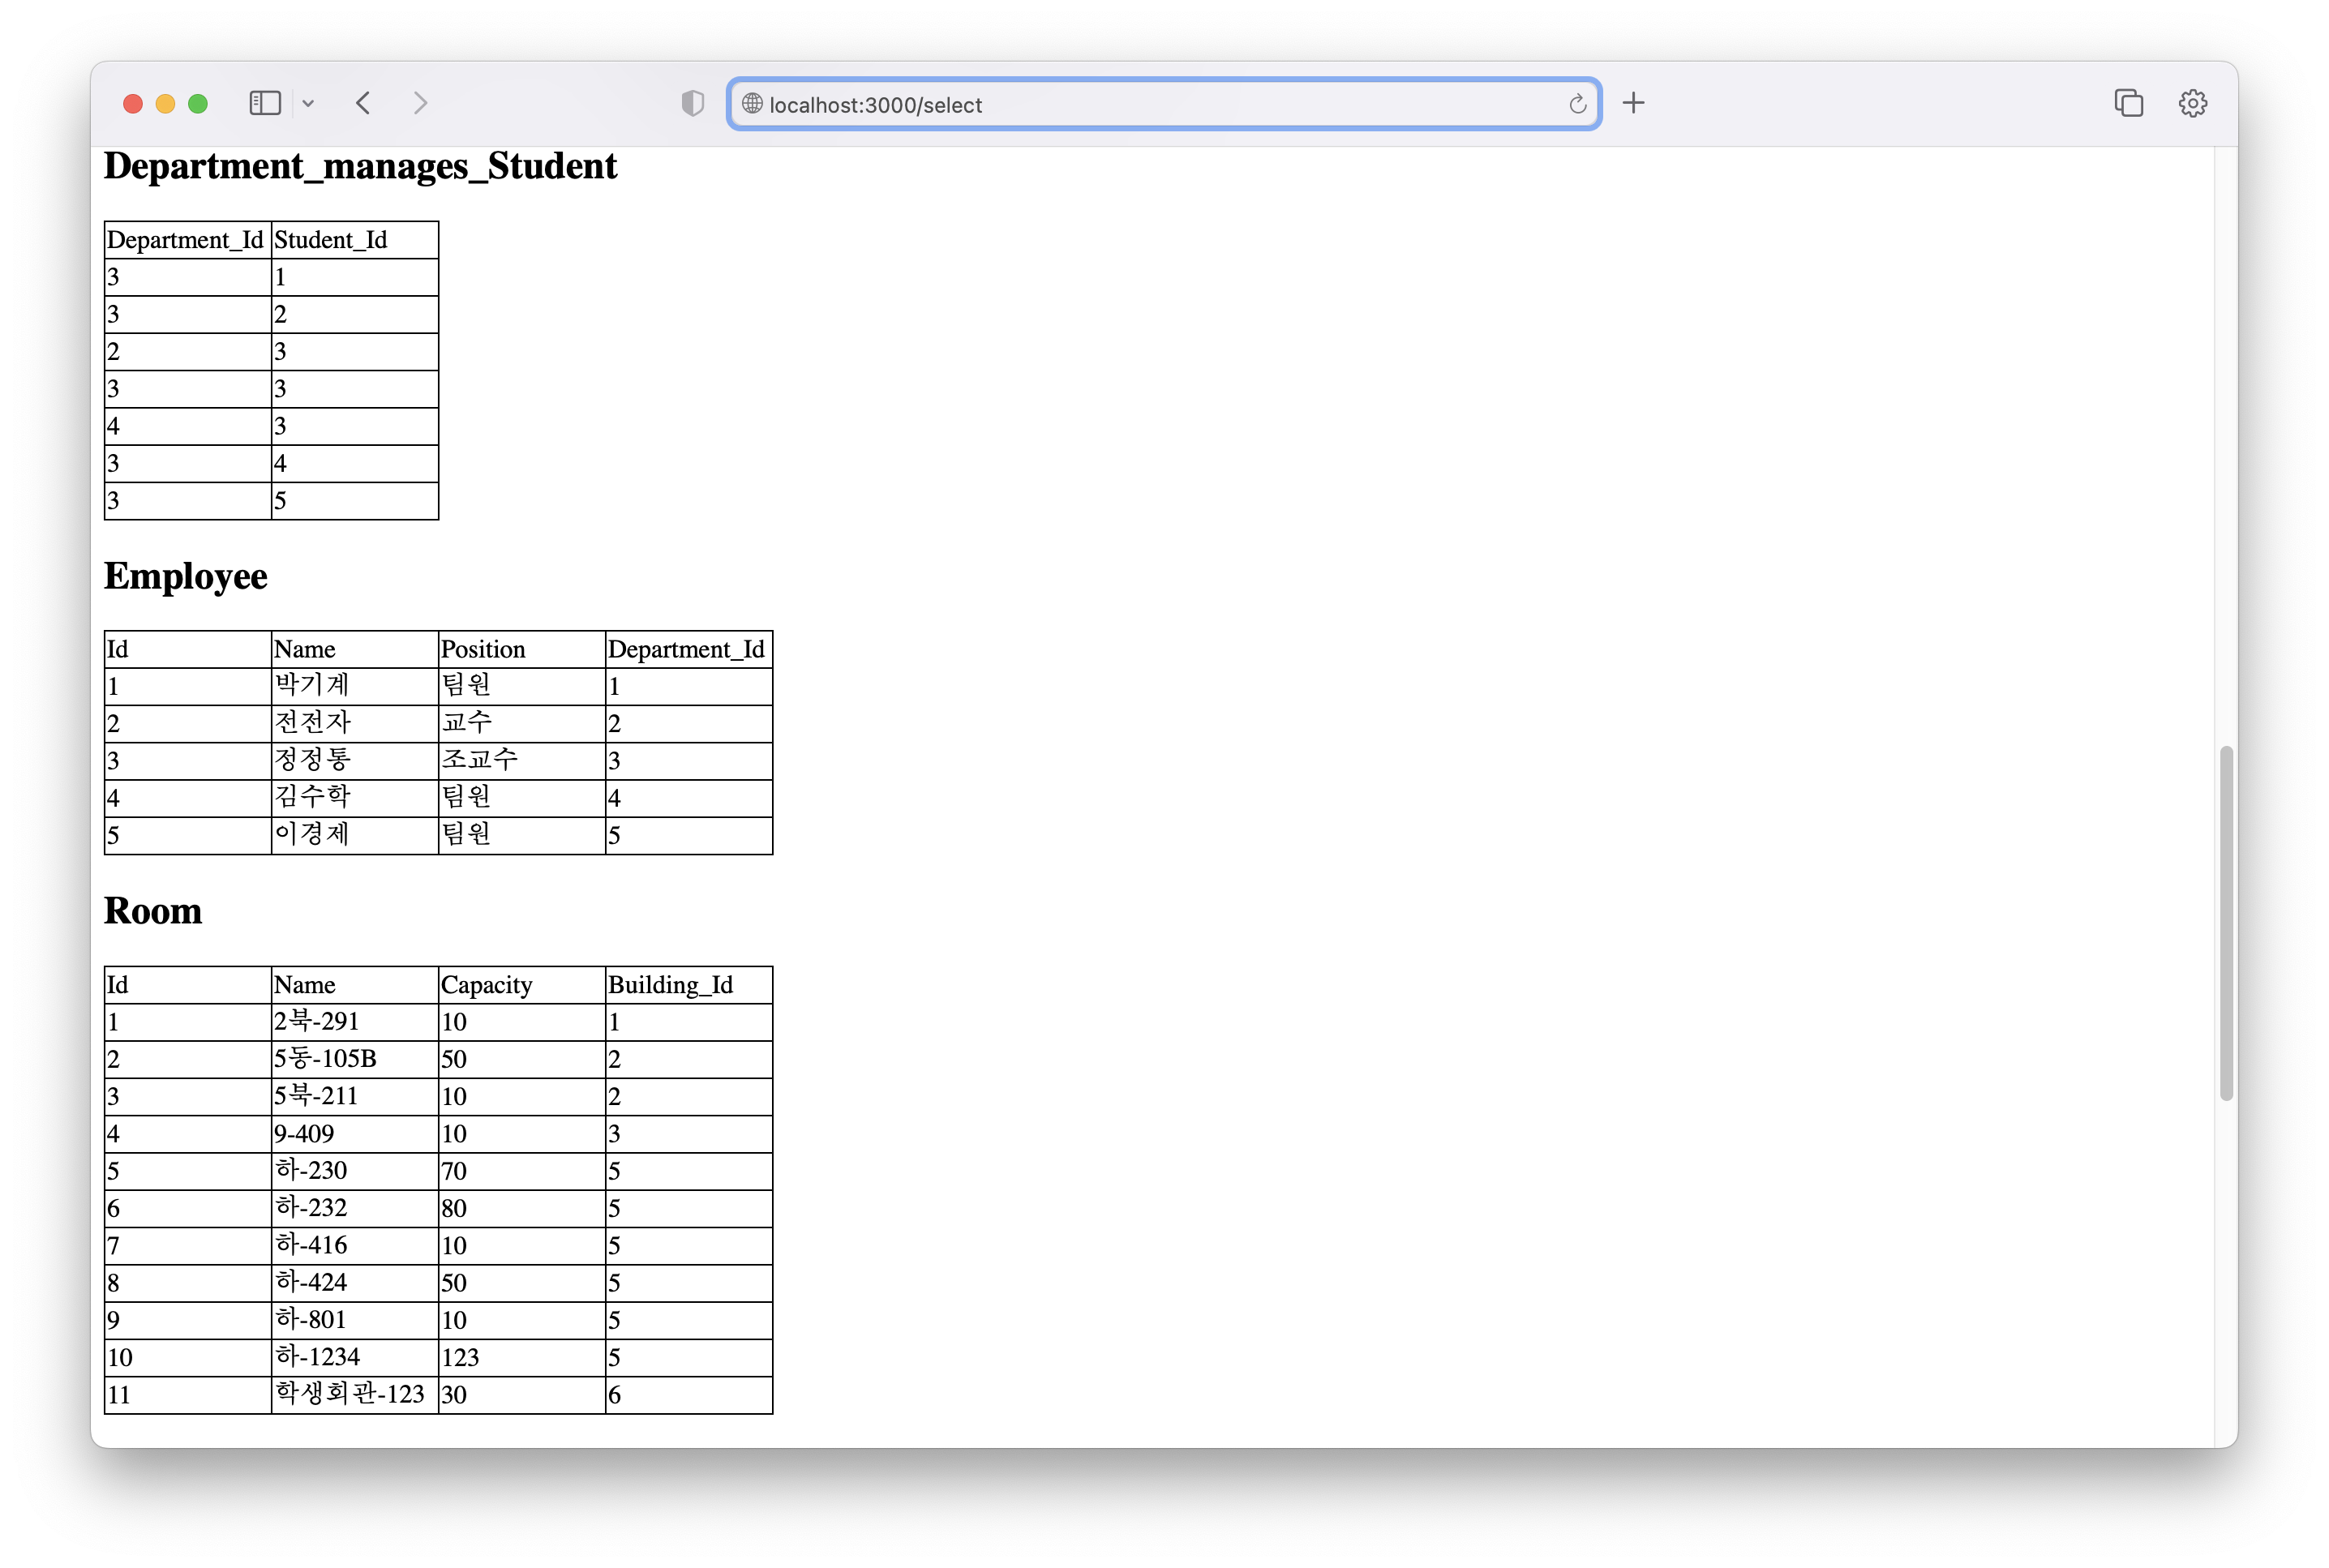 localhost:3000/select
Department_manages_Student
Department_Id Student_Id
3 1
3 2
2 3
3 3
4 3
3 4
3 5
Employee
Id Name Position Department_Id
1 박기계 팀원 1
2 전전자 교수 2
3 정정통 조교수 3
4 김수학 팀원 4
5 이경제 팀원 5
Room
Id Name Capacity Building_Id
1 2북-291 10 1
2 5동-105B 50 2
3 5북-211 10 2
4 9-409 10 3
5 하-230 70 5
6 하-232 80 5
7 하-416 10 5
8 하-424 50 5
9 하-801 10 5
10 하-1234 123 5
11 학생회관-123 30 6